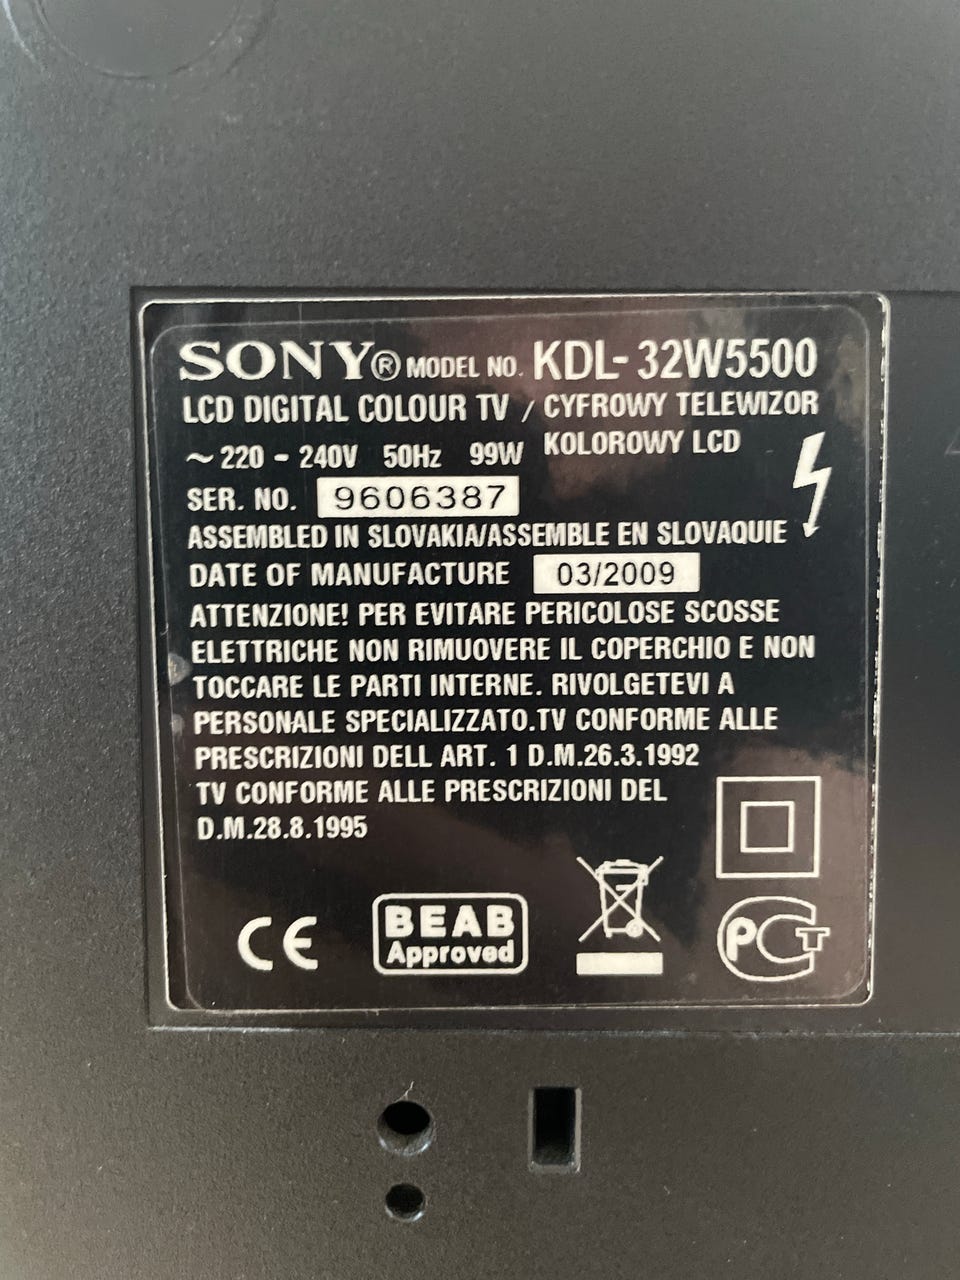 SONY® MODEL NO. KDL-32W5500
LCD DIGITAL COLOUR TV / CYFROWY TELEWIZOR
KOLOROWY LCD
~ 220 - 240V 50Hz 99W
SER. NO. 9606387
ASSEMBLED IN SLOVAKIA/ASSEMBLE EN SLOVAQUIE
DATE OF MANUFACTURE 03/2009
ATTENZIONE! PER EVITARE PERICOLOSE SCOSSE
ELETTRICHE NON RIMUOVERE IL COPERCHIO E NON
TOCCARE LE PARTI INTERNE. RIVOLGETEVI A
PERSONALE SPECIALIZZATO.TV CONFORME ALLE
PRESCRIZIONI DELL ART. 1 D.M.26.3.1992
TV CONFORME ALLE PRESCRIZIONI DEL
D.M.28.8.1995
CE
BEAB
Approved
PCT